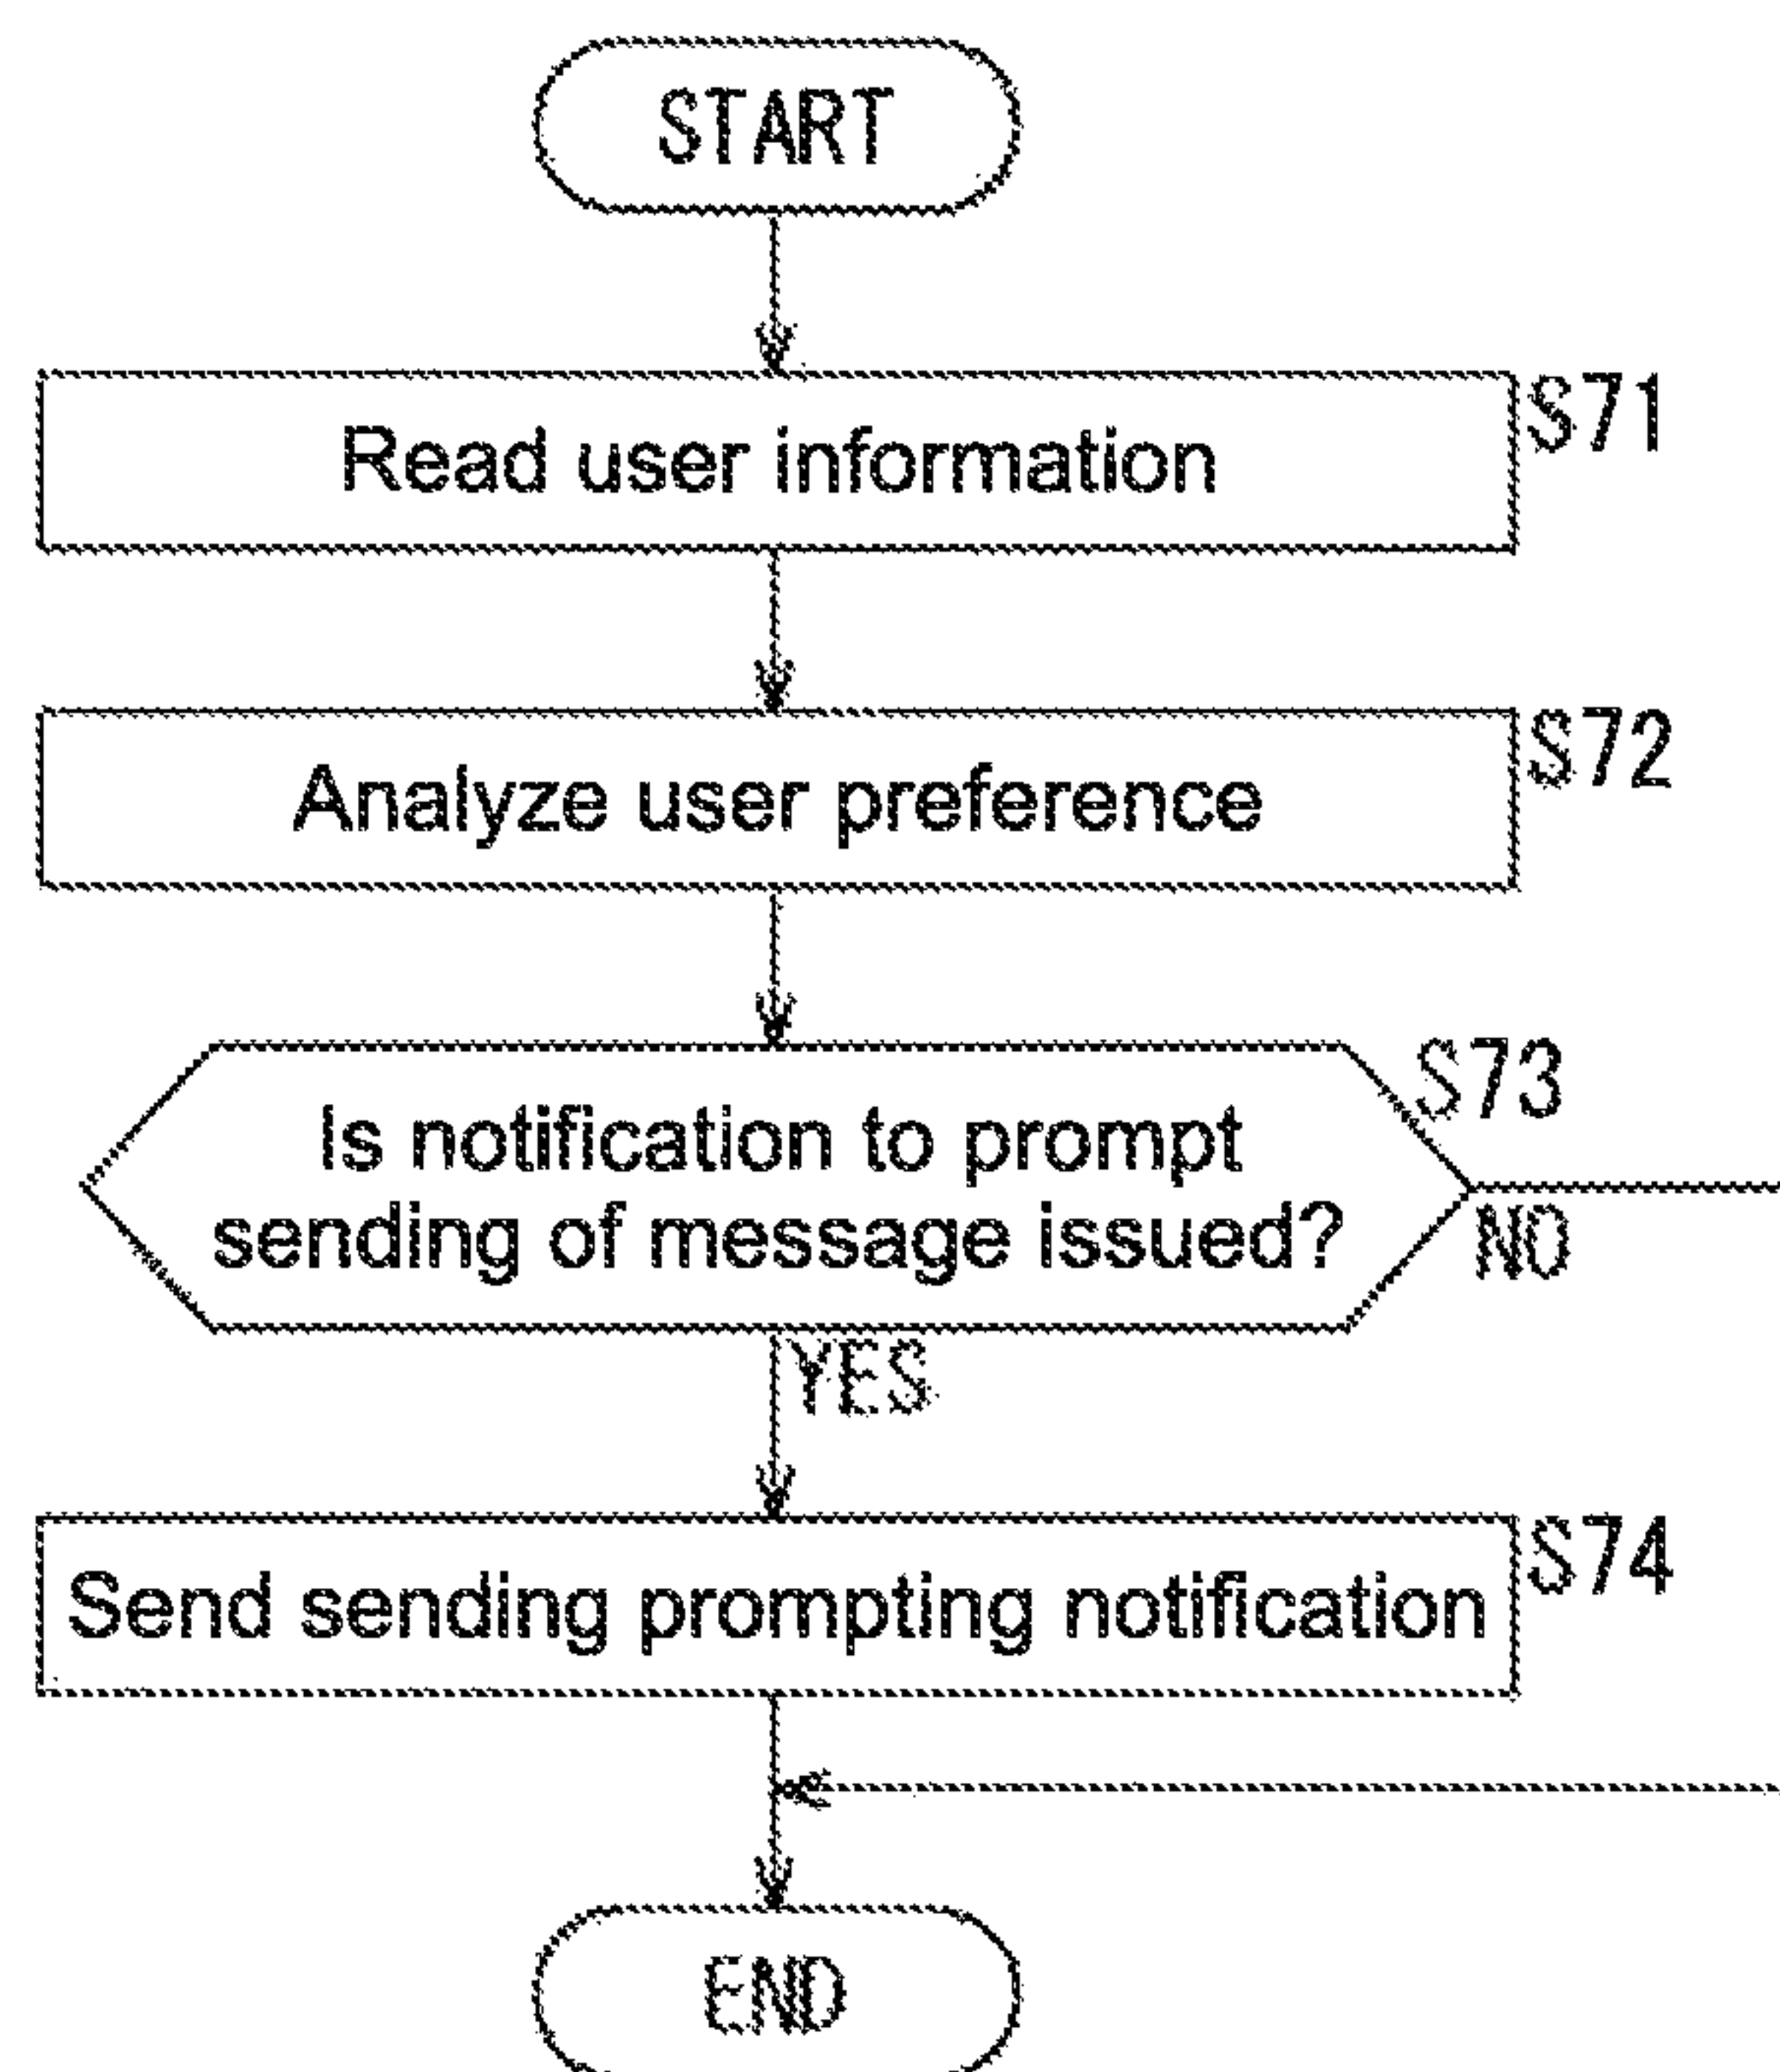 START
Read user information
S71
Analyze user preference
S72
S73
Is notification to prompt
sending of message issued?
NO
YES
Send sending prompting notification
S74
END